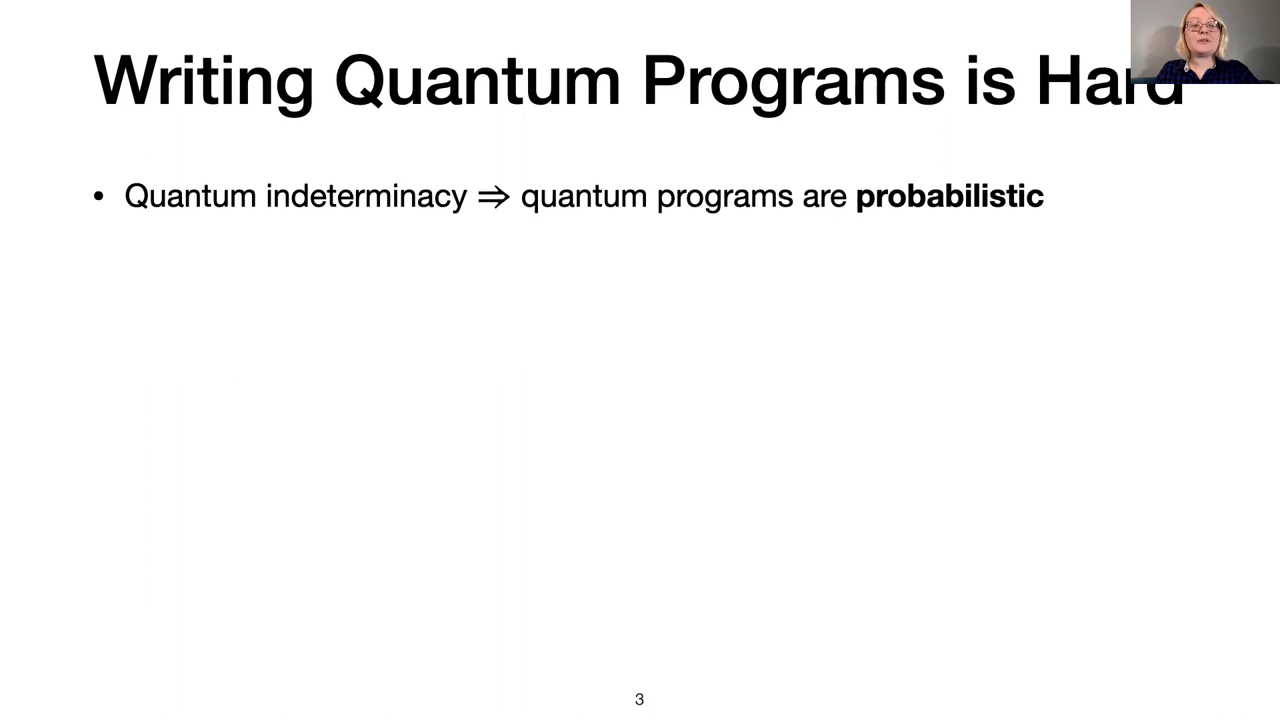 Writing Quantum Programs is Hard
• Quantum indeterminacy ⇒ quantum programs are probabilistic
3